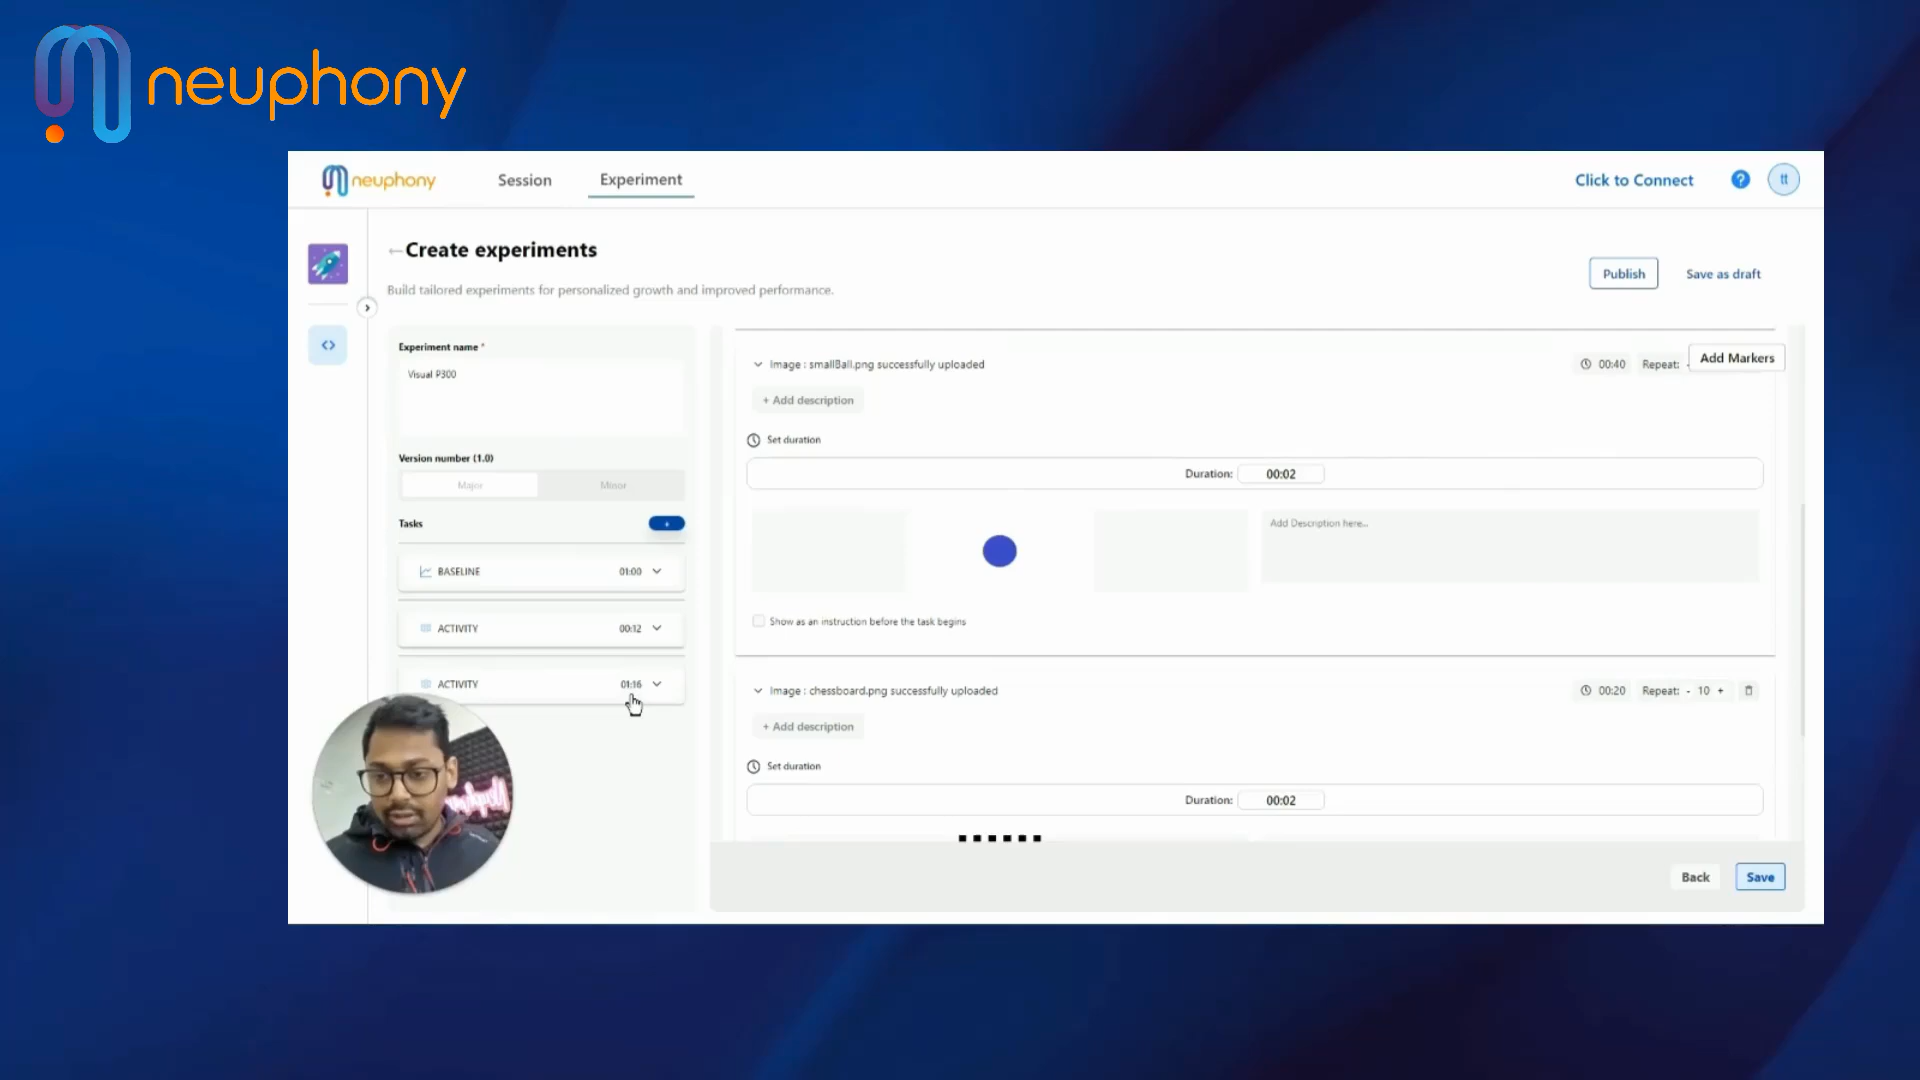 neuphony
neuphony
Session
Experiment
Click to Connect
?
tt
←Create experiments
Build tailored experiments for personalized growth and improved performance.
Publish
Save as draft
Experiment name *
Visual P300
Version number (1.0)
Major
Minor
Tasks
+
BASELINE
01:00
ACTIVITY
00:12
ACTIVITY
01:16
Image : smallBall.png successfully uploaded
00:40
Repeat: -
Add Markers
+ Add description
Set duration
Duration: 00:02
Add Description here...
Show as an instruction before the task begins
Image : chessboard.png successfully uploaded
00:20
Repeat: - 10 +
+ Add description
Set duration
Duration: 00:02
Back
Save